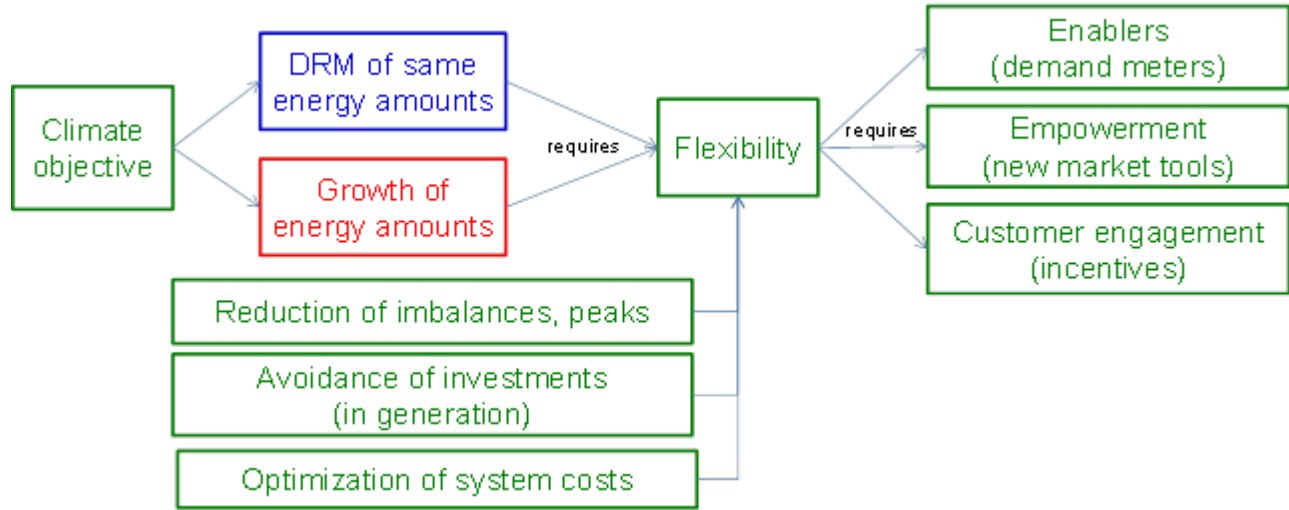 Climate
objective
DRM of same
energy amounts
Growth of
energy amounts
requires
Flexibility
requires
Enablers
(demand meters)
Empowerment
(new market tools)
Customer engagement
(incentives)
Reduction of imbalances, peaks
Avoidance of investments
(in generation)
Optimization of system costs